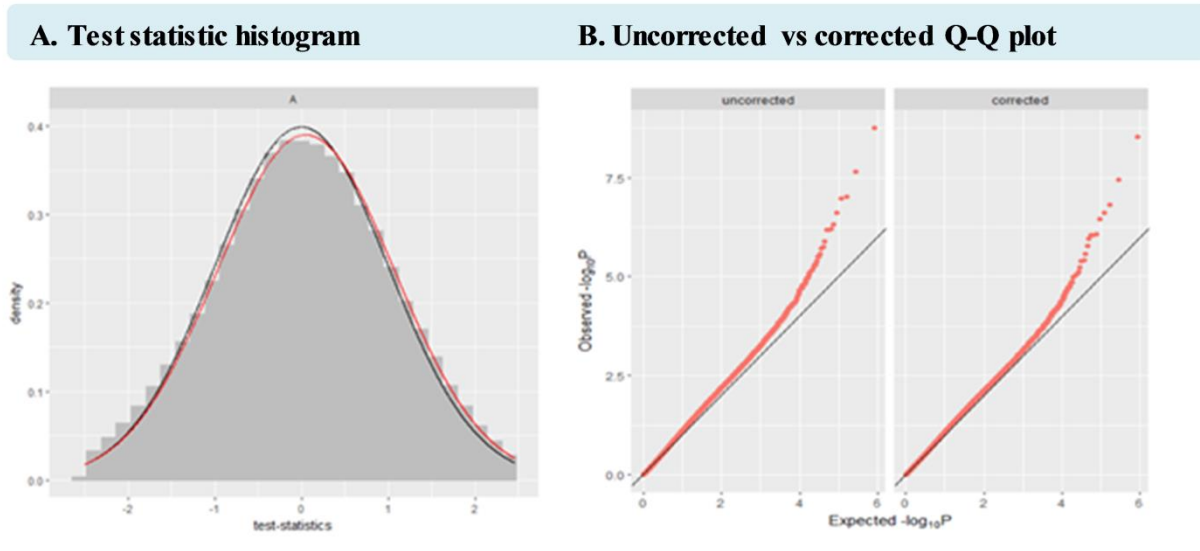 A. Test statistic histogram
B. Uncorrected vs corrected Q-Q plot
A
0.4
0.3
0.2
0.1
0.0
density
-2
-1
0
1
2
test-statistics
uncorrected
corrected
7.5
5.0
2.5
0.0
Observed -log₁₀P
0
2
4
6
0
2
4
6
Expected -log₁₀P